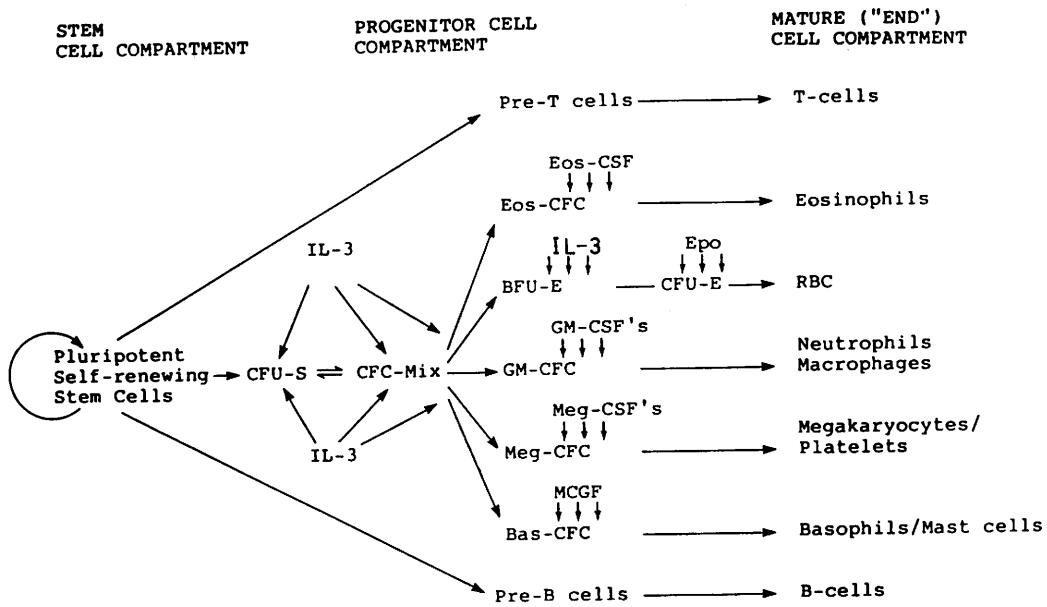 STEM
CELL COMPARTMENT
PROGENITOR CELL
COMPARTMENT
MATURE ("END")
CELL COMPARTMENT
Pre-T cells
T-cells
Eos-CSF
Eos-CFC
Eosinophils
IL-3
IL-3
Epo
BFU-E
CFU-E
RBC
GM-CSF's
Pluripotent
Self-renewing
Stem Cells
CFU-S
CFC-Mix
GM-CFC
Neutrophils
Macrophages
IL-3
Meg-CSF's
Meg-CFC
Megakaryocytes/
Platelets
MCGF
Bas-CFC
Basophils/Mast cells
Pre-B cells
B-cells